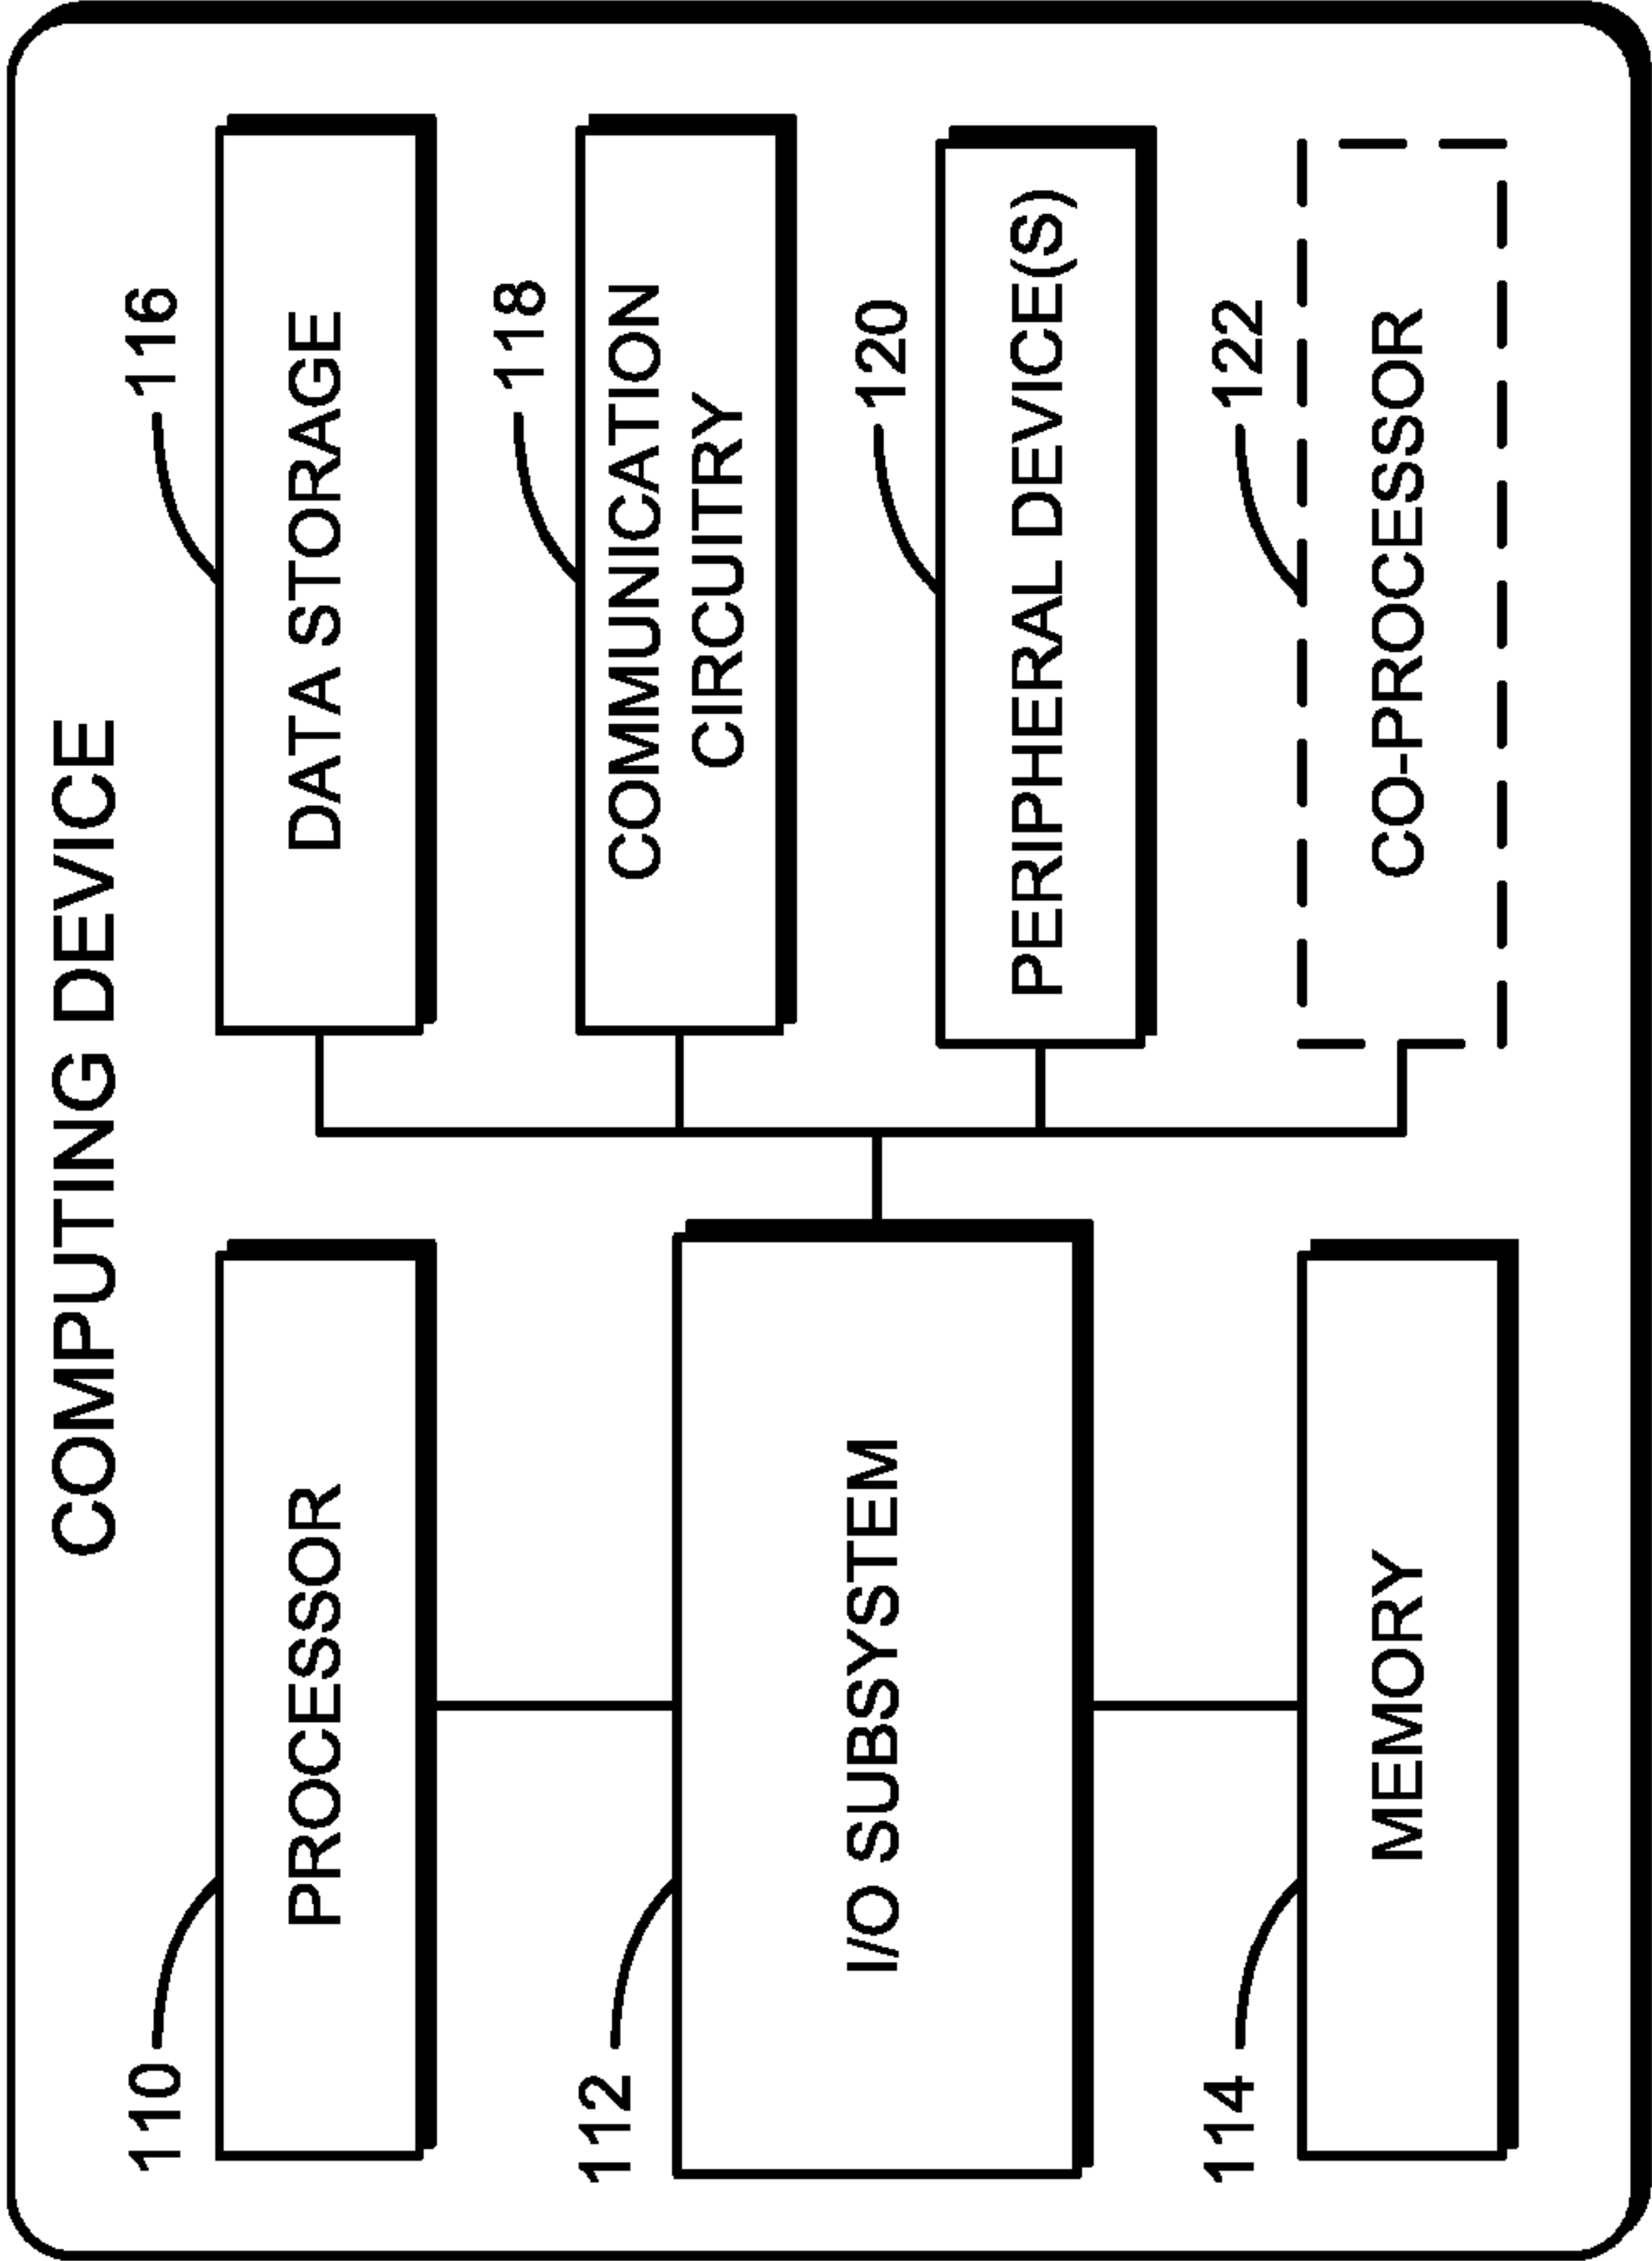 COMPUTING DEVICE
110
PROCESSOR
112
I/O SUBSYSTEM
114
MEMORY
116
DATA STORAGE
118
COMMUNICATION
CIRCUITRY
120
PERIPHERAL DEVICE(S)
122
CO-PROCESSOR